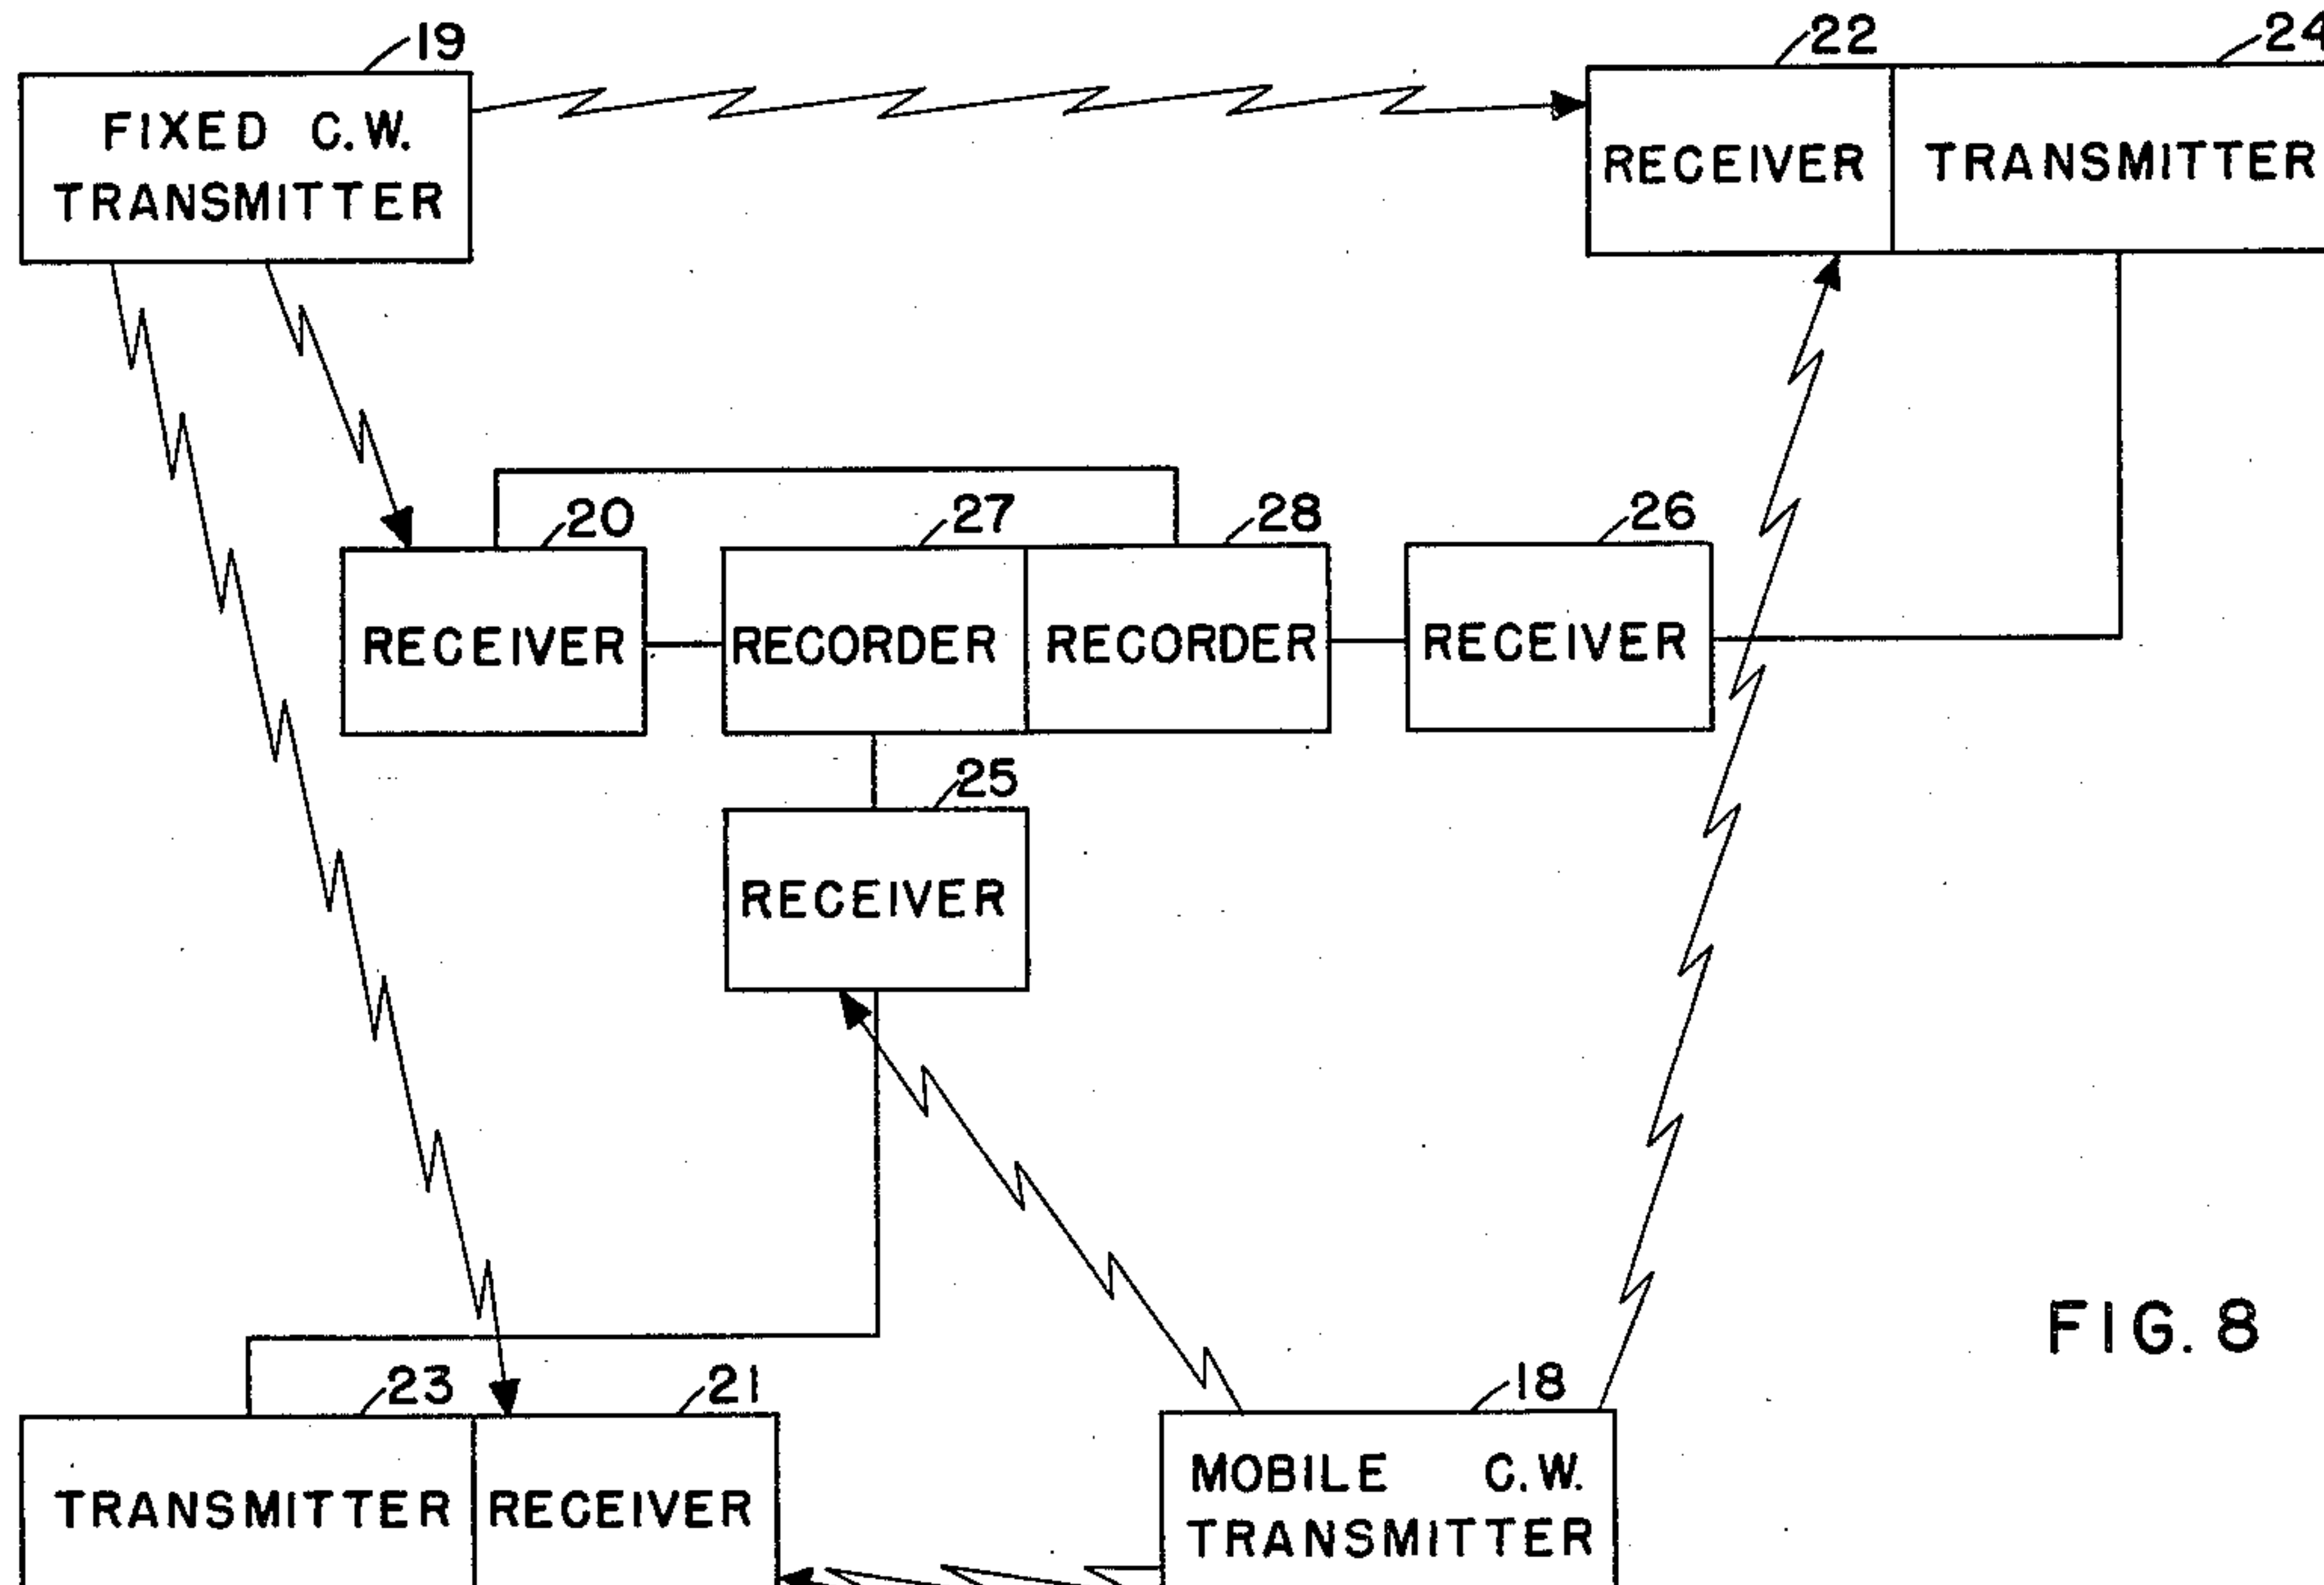 19
FIXED C.W.
TRANSMITTER
22
24
RECEIVER
TRANSMITTER
20
27
28
26
RECEIVER
RECORDER
RECORDER
RECEIVER
25
RECEIVER
FIG. 8
23
21
18
TRANSMITTER
RECEIVER
MOBILE C.W.
TRANSMITTER